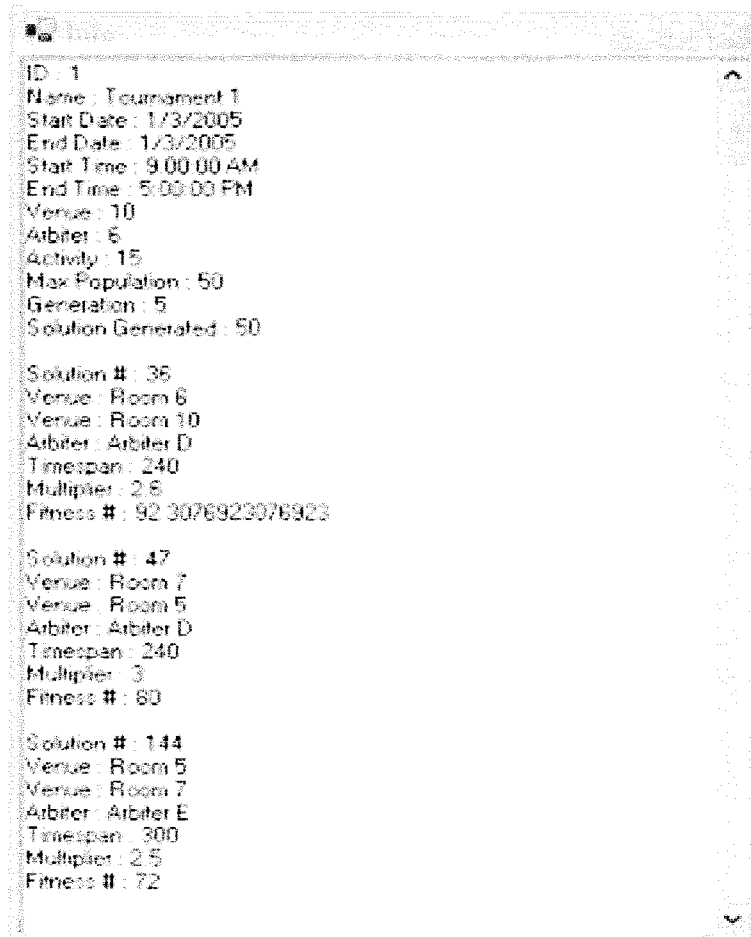 Info
ID : 1
Name : Tournament 1
Start Date : 1/3/2005
End Date : 1/3/2005
Start Time : 9:00:00 AM
End Time : 5:00:00 PM
Venue : 10
Arbiter : 6
Activity : 15
Max Population : 50
Generation : 5
Solution Generated : 50
Solution # : 36
Venue : Room 6
Venue : Room 10
Arbiter : Arbiter D
Timespan : 240
Multiplier : 2.6
Fitness # : 92.3076923076923
Solution # : 47
Venue : Room 7
Venue : Room 5
Arbiter : Arbiter D
Timespan : 240
Multiplier : 3
Fitness # : 80
Solution # : 144
Venue : Room 5
Venue : Room 7
Arbiter : Arbiter E
Timespan : 300
Multiplier : 2.5
Fitness # : 72